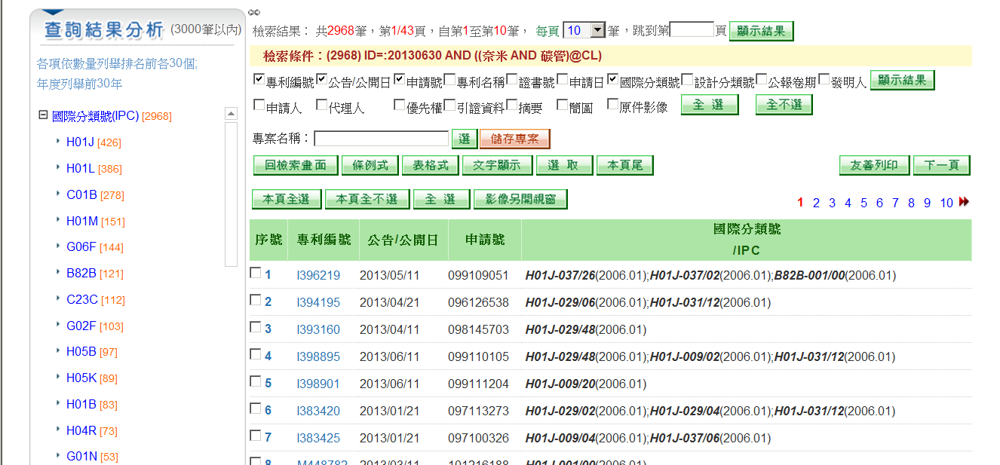 查詢結果分析 (3000筆以內)
各項依數量列舉排名前各30個;
年度列舉前30年
國際分類號(IPC) [2968]
H01J [426]
H01L [386]
C01B [278]
H01M [151]
G06F [144]
B82B [121]
C23C [112]
G02F [103]
H05B [97]
H05K [89]
H01B [83]
H04R [73]
G01N [53]
檢索結果： 共2968筆，第1/43頁，自第1至第10筆， 每頁 10 筆，跳到第 頁 顯示結果
檢索條件：(2968) ID=:20130630 AND ((奈米 AND 碳管)@CL)
專利編號 公告/公開日 申請號 專利名稱 證書號 申請日 國際分類號 設計分類號 公報卷期 發明人 顯示結果
申請人 代理人 優先權 引證資料 摘要 簡圖 原件影像 全 選 全不選
專案名稱： 選 儲存專案
回檢索畫面 條例式 表格式 文字顯示 選 取 本頁尾 友善列印 下一頁
本頁全選 本頁全不選 全 選 影像另開視窗 1 2 3 4 5 6 7 8 9 10
序號 專利編號 公告/公開日 申請號 國際分類號
/IPC
1 I396219 2013/05/11 099109051 H01J-037/26(2006.01);H01J-037/02(2006.01);B82B-001/00(2006.01)
2 I394195 2013/04/21 096126538 H01J-029/06(2006.01);H01J-031/12(2006.01)
3 I393160 2013/04/11 098145703 H01J-029/48(2006.01)
4 I398895 2013/06/11 099110105 H01J-029/48(2006.01);H01J-009/02(2006.01);H01J-031/12(2006.01)
5 I398901 2013/06/11 099111204 H01J-009/20(2006.01)
6 I383420 2013/01/21 097113273 H01J-029/02(2006.01);H01J-029/04(2006.01);H01J-031/12(2006.01)
7 I383425 2013/01/21 097100326 H01J-009/04(2006.01);H01J-037/06(2006.01)
8 M448782 2013/03/11 101216188 H01J-001/00(2006.01)